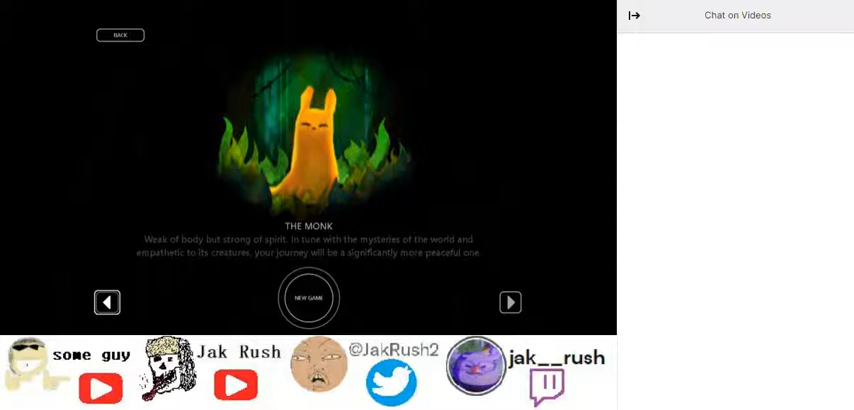 BACK
Chat on Videos
THE MONK
Weak of body but strong of spirit. In tune with the mysteries of the world and
empathetic to its creatures, your journey will be a significantly more peaceful one.
NEW GAME
some guy
Jak Rush
@JakRush2
jak__rush